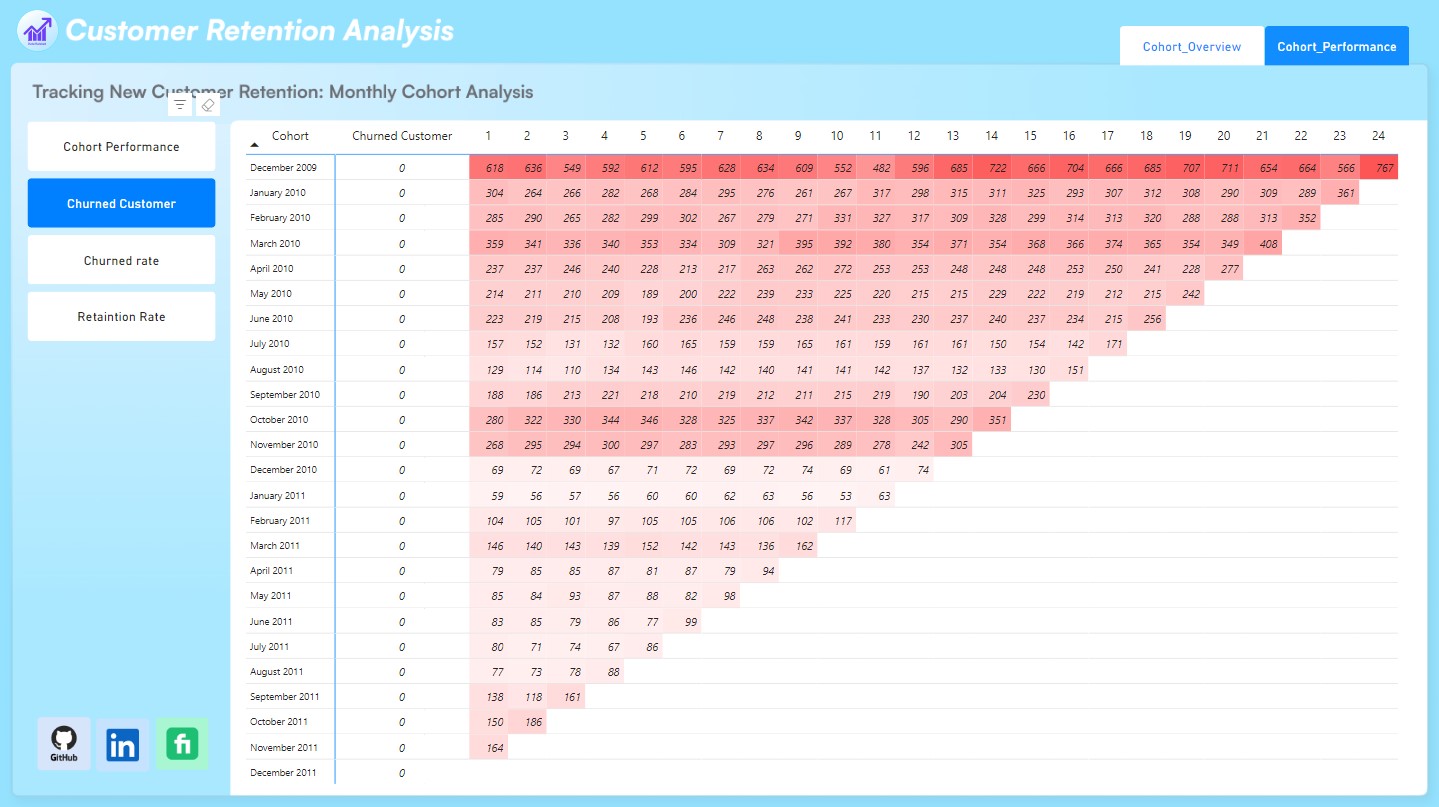 Customer Retention Analysis
Cohort_Overview
Cohort_Performance
Tracking New Customer Retention: Monthly Cohort Analysis
Cohort Performance
Churned Customer
Churned rate
Retaintion Rate
Cohort Churned Customer 1 2 3 4 5 6 7 8 9 10 11 12 13 14 15 16 17 18 19 20 21 22 23 24
December 2009 0 618 636 549 592 612 595 628 634 609 552 482 596 685 722 666 704 666 685 707 711 654 664 566 767
January 2010 0 304 264 266 282 268 284 295 276 261 267 317 298 315 311 325 293 307 312 308 290 309 289 361
February 2010 0 285 290 265 282 299 302 267 279 271 331 327 317 309 328 299 314 313 320 288 288 313 352
March 2010 0 359 341 336 340 353 334 309 321 395 392 380 354 371 354 368 366 374 365 354 349 408
April 2010 0 237 237 246 240 228 213 217 263 262 272 253 253 248 248 248 253 250 241 228 277
May 2010 0 214 211 210 209 189 200 222 239 233 225 220 215 215 229 222 219 212 215 242
June 2010 0 223 219 215 208 193 236 246 248 238 241 233 230 237 240 237 234 215 256
July 2010 0 157 152 131 132 160 165 159 159 165 161 159 161 161 150 154 142 171
August 2010 0 129 114 110 134 143 146 142 140 141 141 142 137 132 133 130 151
September 2010 0 188 186 213 221 218 210 219 212 211 215 219 190 203 204 230
October 2010 0 280 322 330 344 346 328 325 337 342 337 328 305 290 351
November 2010 0 268 295 294 300 297 283 293 297 296 289 278 242 305
December 2010 0 69 72 69 67 71 72 69 72 74 69 61 74
January 2011 0 59 56 57 56 60 60 62 63 56 53 63
February 2011 0 104 105 101 97 105 105 106 106 102 117
March 2011 0 146 140 143 139 152 142 143 136 162
April 2011 0 79 85 85 87 81 87 79 94
May 2011 0 85 84 93 87 88 82 98
June 2011 0 83 85 79 86 77 99
July 2011 0 80 71 74 67 86
August 2011 0 77 73 78 88
September 2011 0 138 118 161
October 2011 0 150 186
November 2011 0 164
December 2011 0
GitHub
in
fi